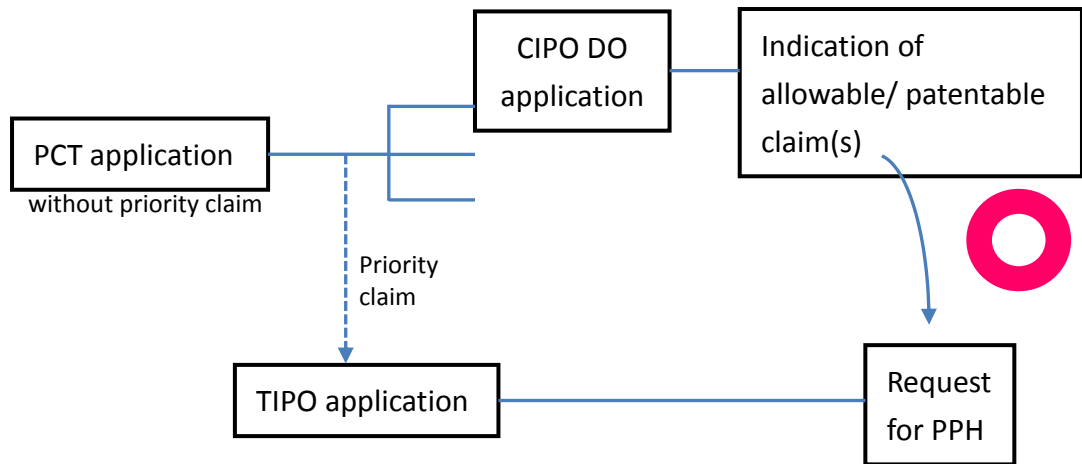 CIPO DO
application
Indication of
allowable/ patentable
claim(s)
PCT application
without priority claim
Priority
claim
TIPO application
Request
for PPH